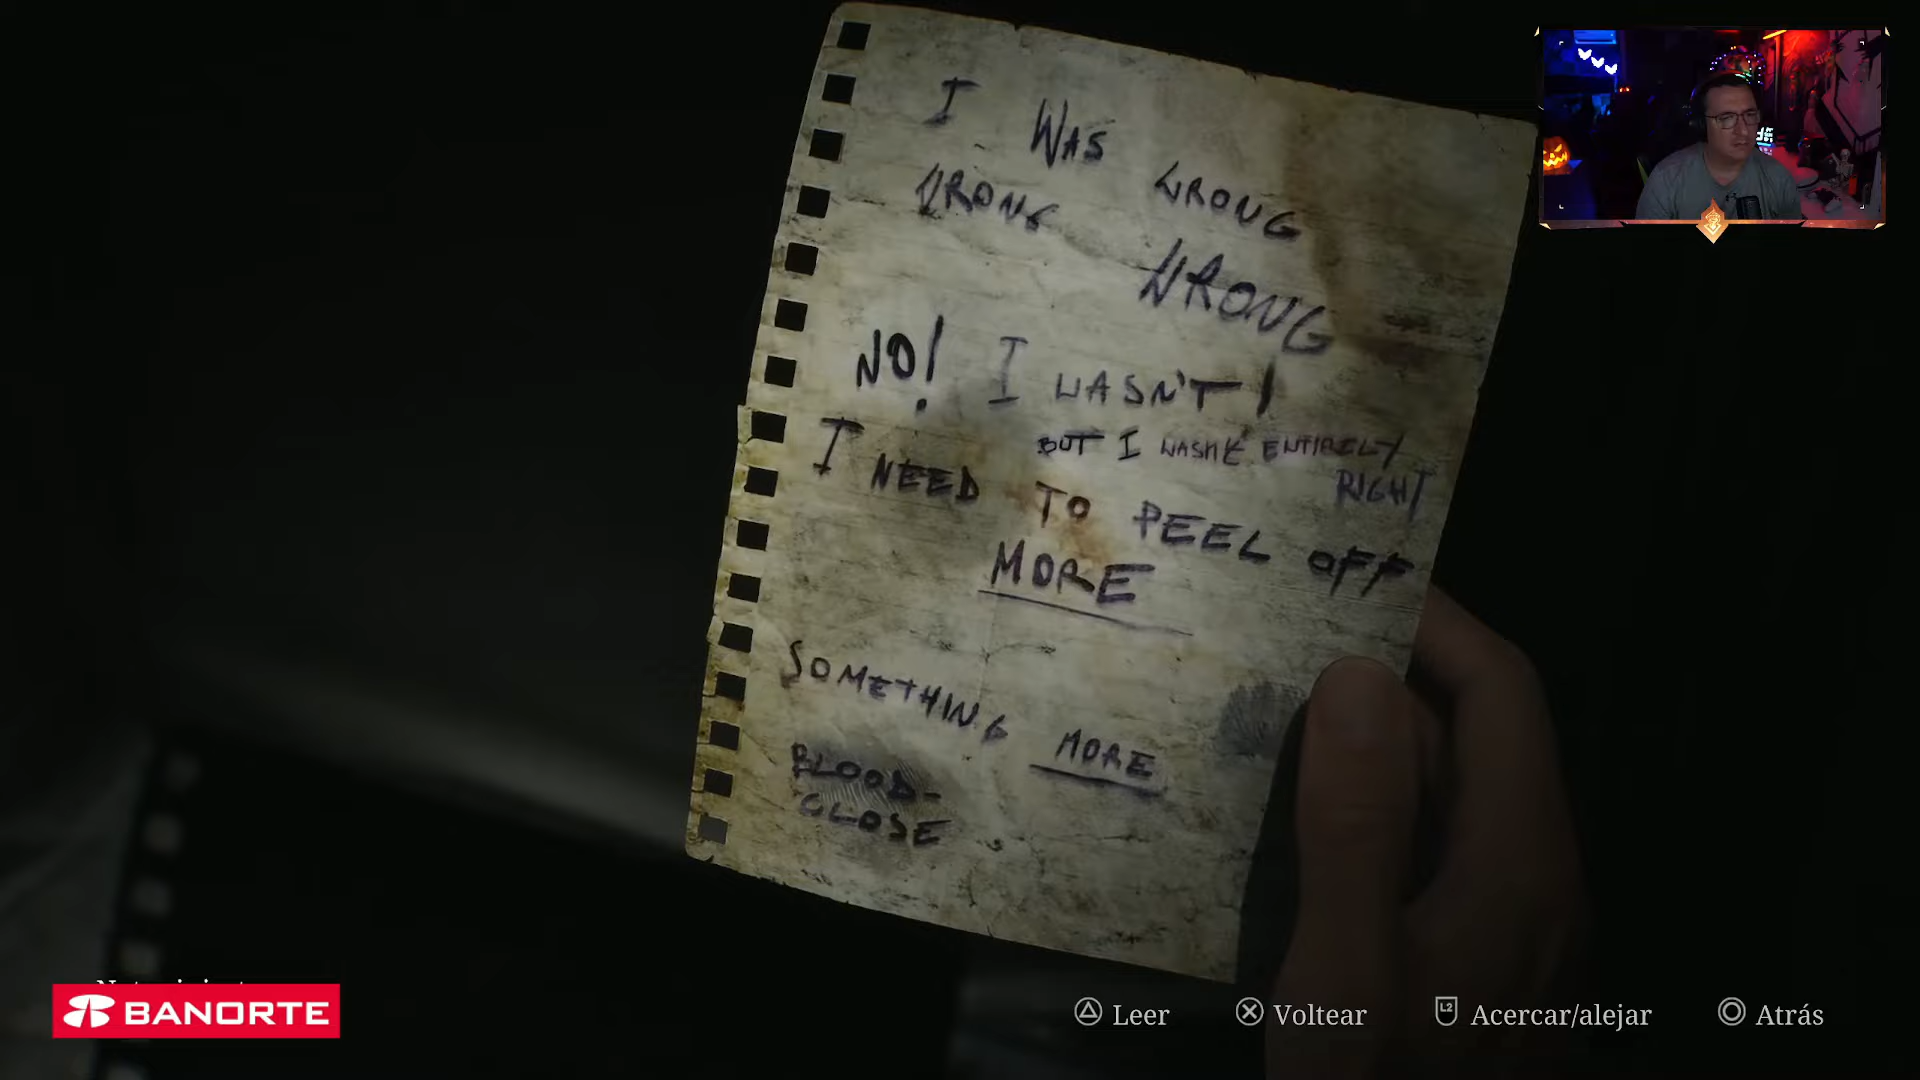 I WAS WRONG
WRONG
WRONG
NO! I WASN'T!
BUT I WASN'T ENTIRELY
RIGHT
I NEED TO PEEL OFF
MORE
SOMETHING MORE
BLOOD-
CLOSE
BANORTE
Leer
Voltear
L2 Acercar/alejar
Atrás